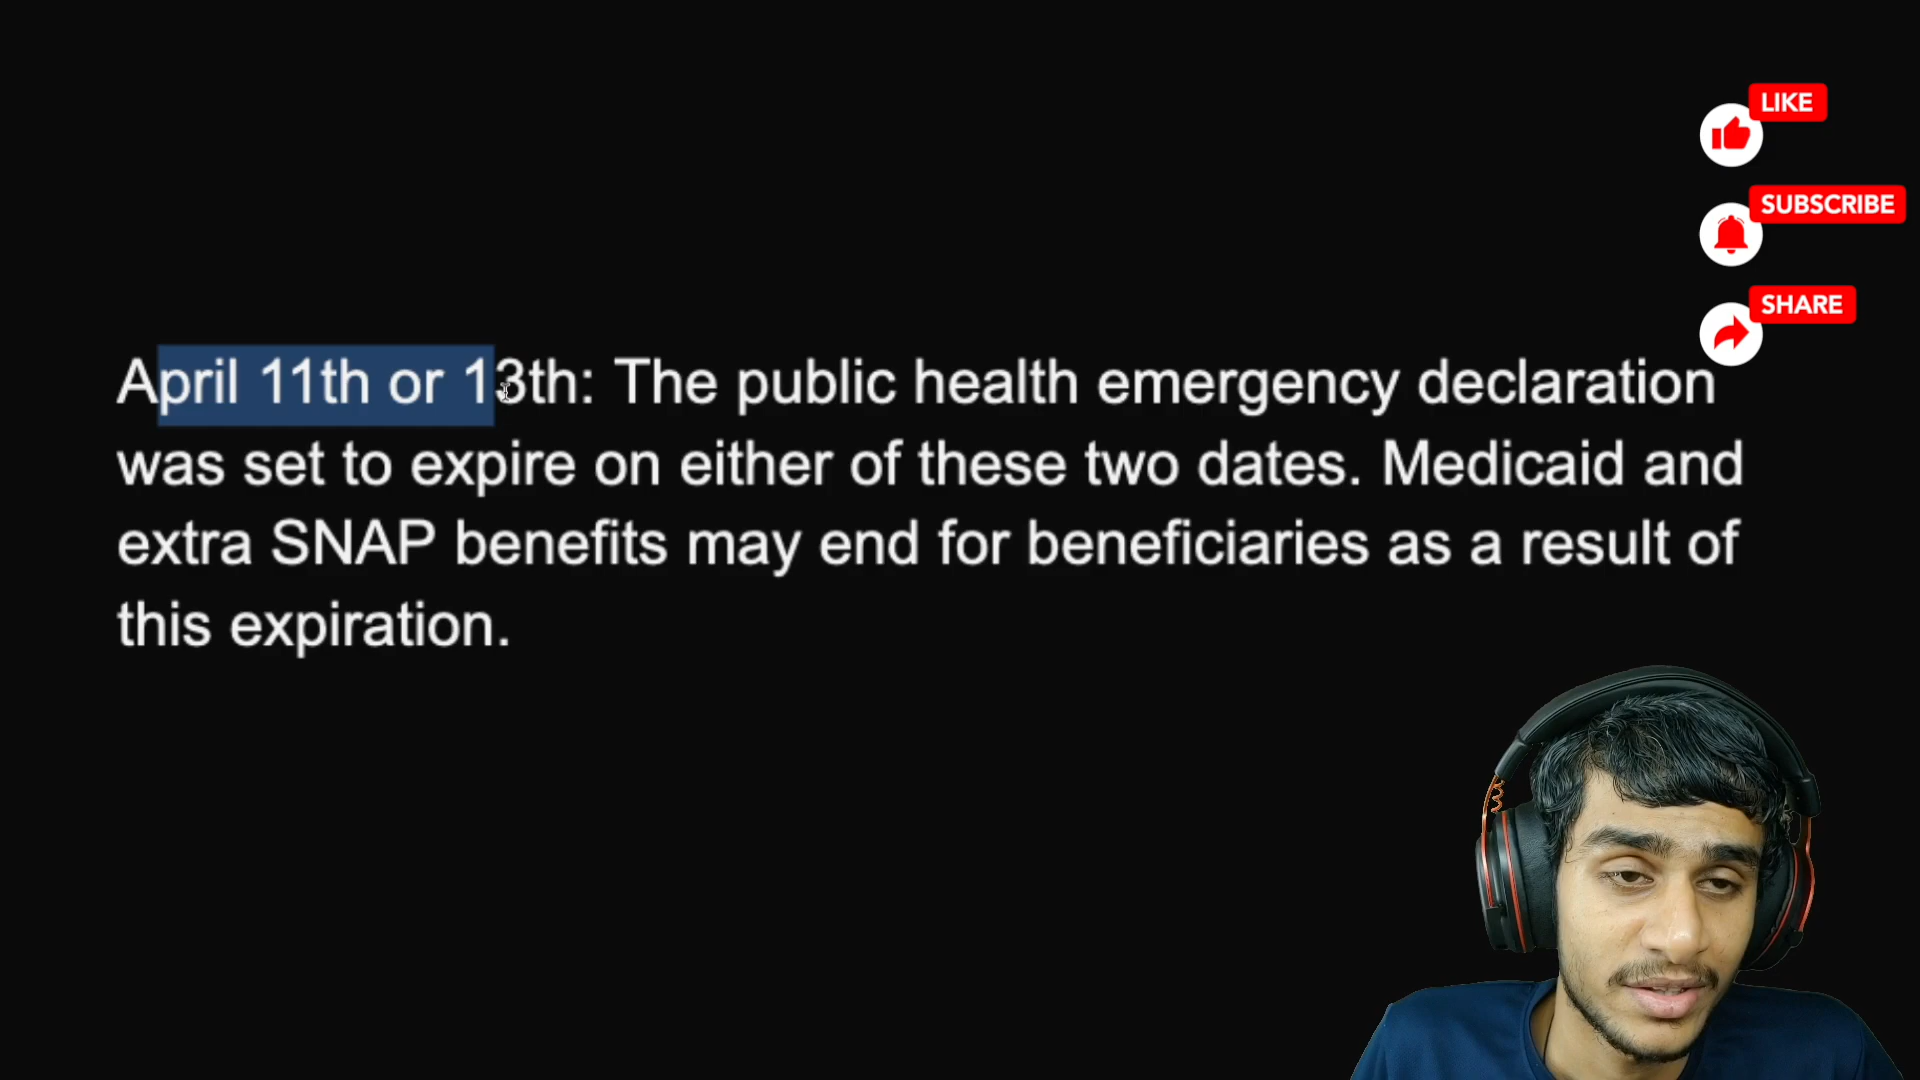 LIKE
SUBSCRIBE
SHARE
April 11th or 13th: The public health emergency declaration
was set to expire on either of these two dates. Medicaid and
extra SNAP benefits may end for beneficiaries as a result of
this expiration.